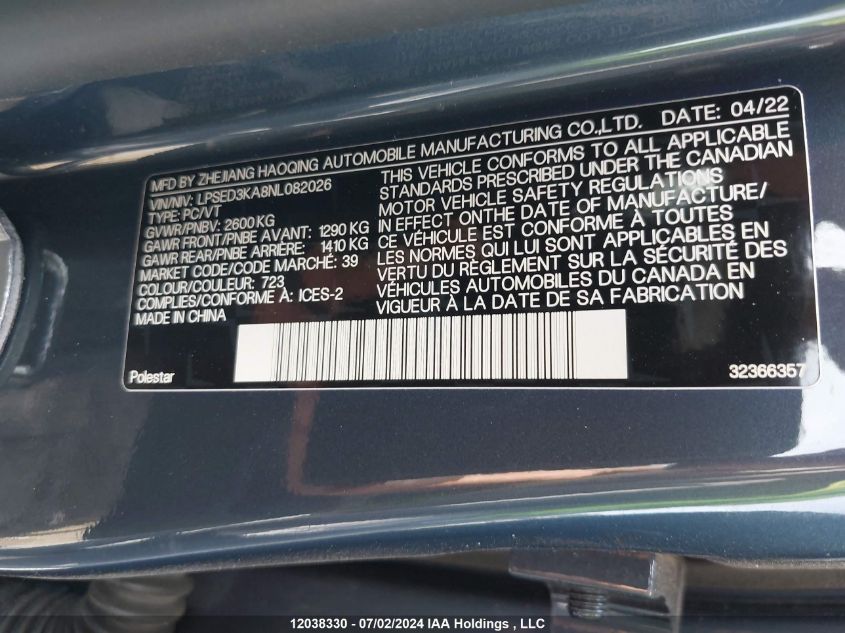 MFD BY ZHEJIANG HAOQING AUTOMOBILE MANUFACTURING CO.,LTD. DATE: 04/22
VIN/NIV: LPSED3KA8NL082026
TYPE: PC/VT
GVWR/PNBV: 2600 KG
GAWR FRONT/PNBE AVANT: 1290 KG
GAWR REAR/PNBE ARRIÈRE: 1410 KG
MARKET CODE/CODE MARCHÉ: 39
COLOUR/COULEUR: 723
COMPLIES/CONFORME À: ICES-2
MADE IN CHINA
THIS VEHICLE CONFORMS TO ALL APPLICABLE
STANDARDS PRESCRIBED UNDER THE CANADIAN
MOTOR VEHICLE SAFETY REGULATIONS
IN EFFECT ONTHE DATE OF MANUFACTURE
CE VÉHICULE EST CONFORME À TOUTES
LES NORMES QUI LUI SONT APPLICABLES EN
VERTU DU RÈGLEMENT SUR LA SÉCURITÉ DES
VÉHICULES AUTOMOBILES DU CANADA EN
VIGUEUR À LA DATE DE SA FABRICATION
Polestar
32366357
12038330 - 07/02/2024 IAA Holdings , LLC